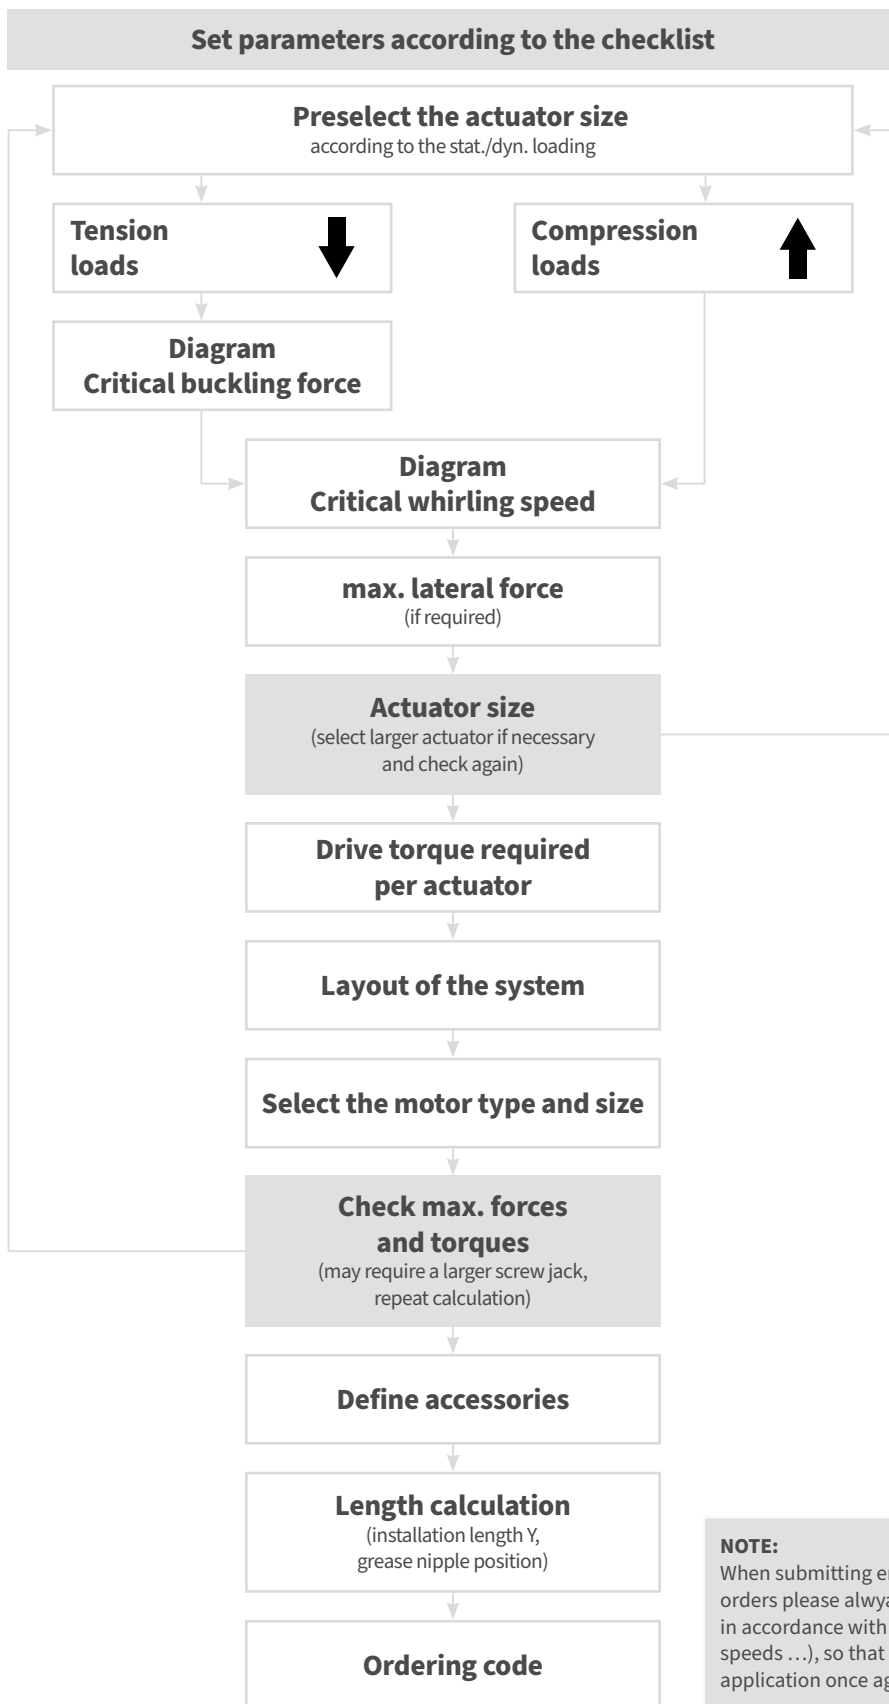 Set parameters according to the checklist
Preselect the actuator size
according to the stat./dyn. loading
Tension
loads
Compression
loads
Diagram
Critical buckling force
Diagram
Critical whirling speed
max. lateral force
(if required)
Actuator size
(select larger actuator if necessary
and check again)
Drive torque required
per actuator
Layout of the system
Select the motor type and size
Check max. forces
and torques
(may require a larger screw jack,
repeat calculation)
Define accessories
Length calculation
(installation length Y,
grease nipple position)
Ordering code
NOTE:
When submitting
orders please
in accordance with
speeds …), so that
application once